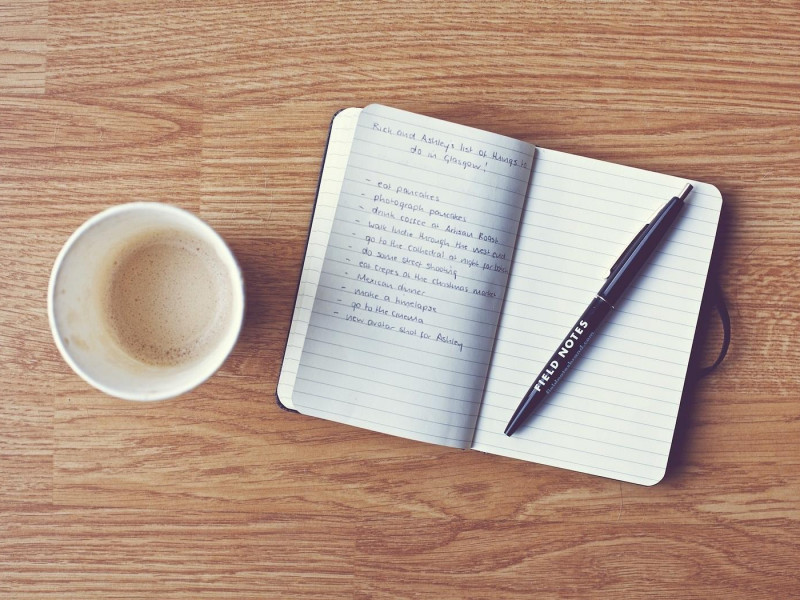 Rich and Ashley's list of things to
do in Glasgow!
- eat pancakes
- photograph pancakes
- drink coffee at Artisan Roast
- walk Indie through the west end
- go to the cathedral at night for
- do some street shooting
- eat crepes at the christmas market
- Mexican dinner
- make a timelapse
- go to the cinema
- new avatar shot for Ashley
FIELD NOTES